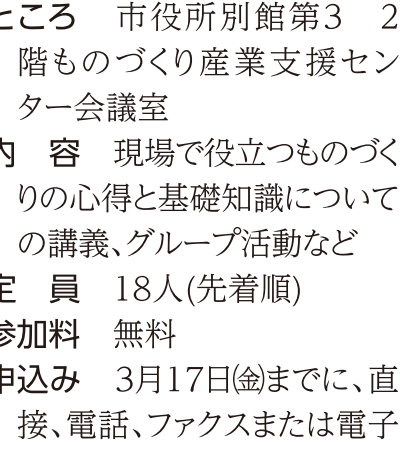 ところ　市役所別館第3　2
階ものづくり産業支援セン
ター会議室
内　容　現場で役立つものづく
りの心得と基礎知識について
の講義、グループ活動など
定　員　18人(先着順)
参加料　無料
申込み　3月17日㈮までに、直
接、電話、ファクスまたは電子